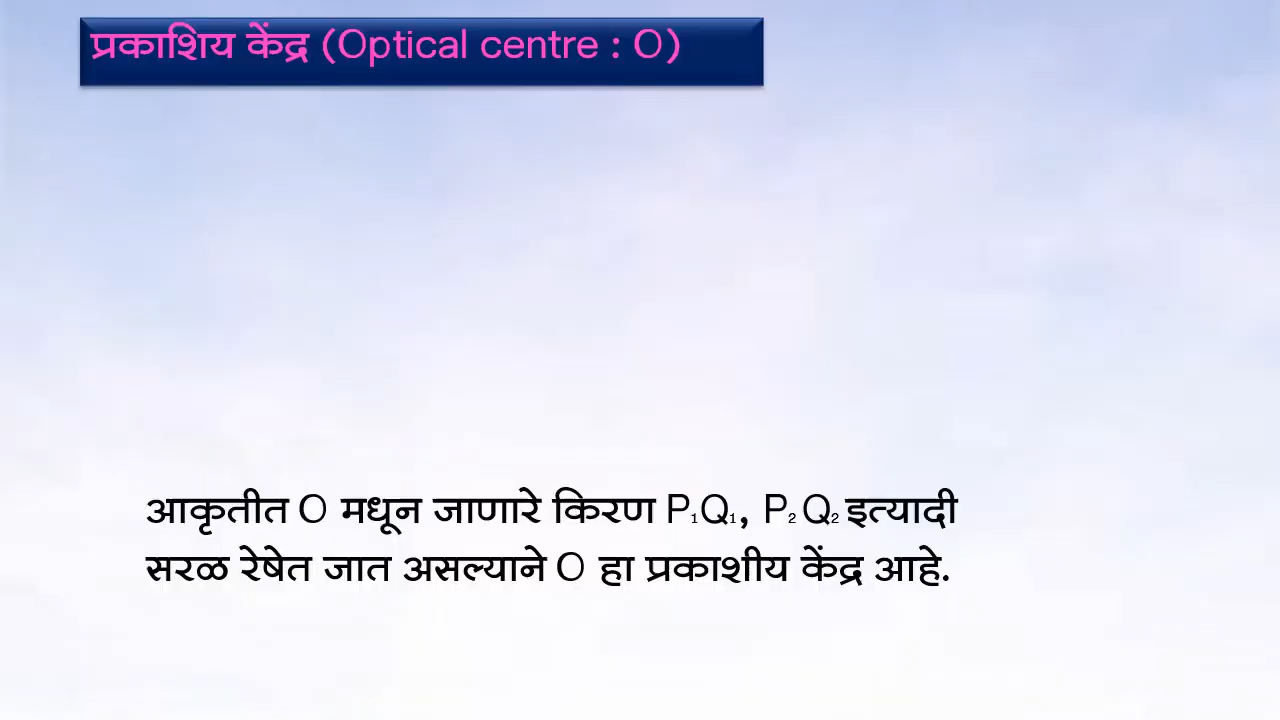 प्रकाशिय केंद्र (Optical centre : O)
आकृतीत O मधून जाणारे किरण P₁Q₁, P₂Q₂ इत्यादी
सरळ रेषेत जात असल्याने O हा प्रकाशीय केंद्र आहे.